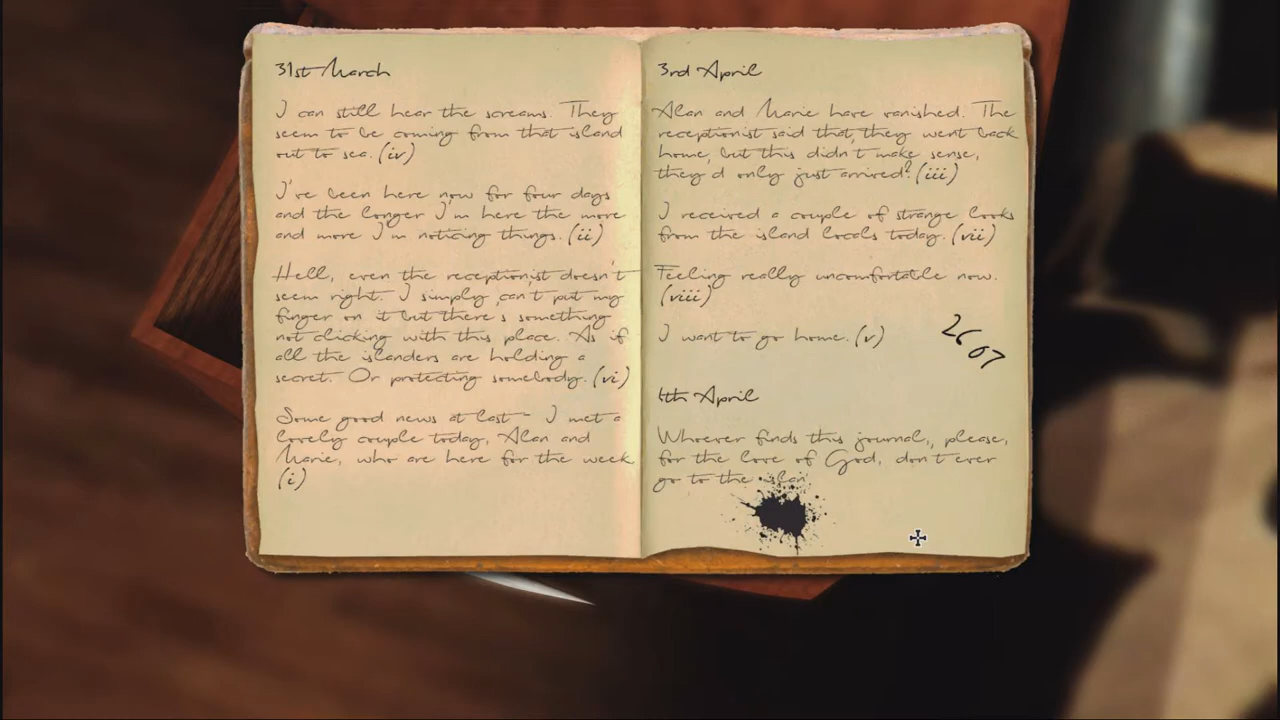 31st March
I can still hear the screams. They
seem to be coming from that island
out to sea. (iv)
I've been here now for four days
and the longer I'm here the more
and more I'm noticing things. (ii)
Hell, even the receptionist doesn't
seem right. I simply can't put my
finger on it but there's something
not clicking with this place. As if
all the islanders are holding a
secret. Or protecting somebody. (vi)
Some good news at last - I met a
lovely couple today, Alan and
Marie, who are here for the week
(i)
3rd April
Alan and Marie have vanished. The
receptionist said that they went back
home, but this didn't make sense,
they'd only just arrived? (iii)
I received a couple of strange looks
from the island locals today. (vii)
Feeling really uncomfortable now.
(viii)
I want to go home. (v)
2607
6th April
Whoever finds this journal, please,
for the love of God, don't ever
go to the islan